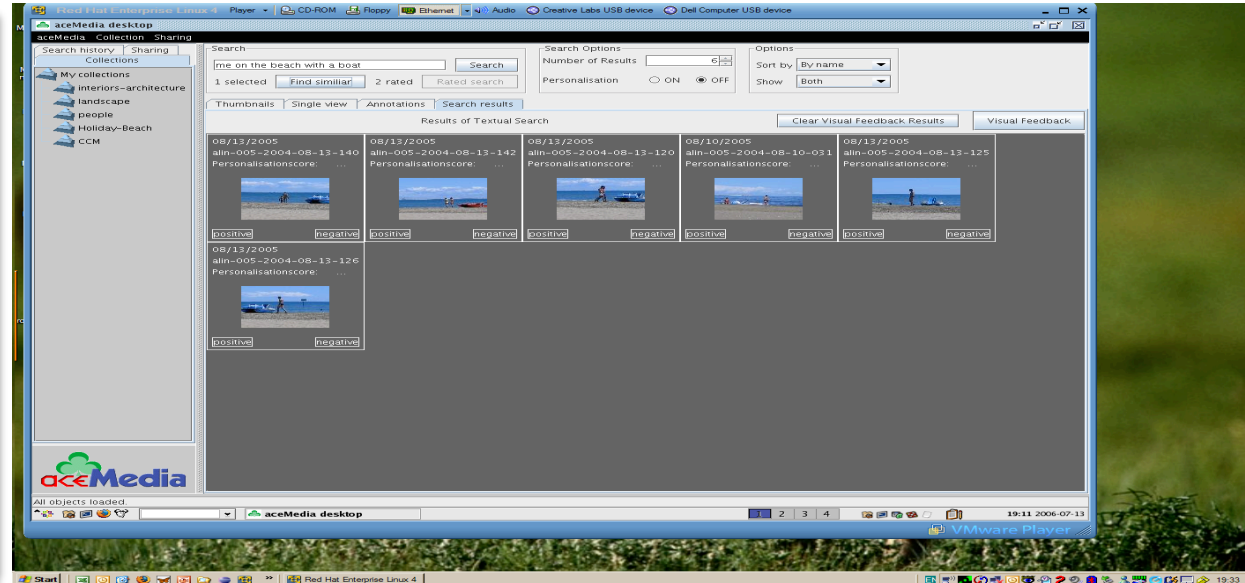 Red Hat Enterprise Linux 4 Player CD-ROM Floppy Ethernet Audio Creative Labs USB device Dell Computer USB device
aceMedia desktop
aceMedia Collection Sharing
Search history Sharing
Collections
My collections
interiors-architecture
landscape
people
Holiday-Beach
CCM
Search
me on the beach with a boat Search
1 selected Find similiar 2 rated Rated search
Search Options
Number of Results 6
Personalisation ON OFF
Options
Sort by By name
Show Both
Thumbnails Single view Annotations Search results
Results of Textual Search Clear Visual Feedback Results Visual Feedback
08/13/2005 08/13/2005 08/13/2005 08/10/2005 08/13/2005
alin-005-2004-08-13-140 alin-005-2004-08-13-142 alin-005-2004-08-13-120 alin-005-2004-08-10-031 alin-005-2004-08-13-125
Personalisationscore: ... Personalisationscore: ... Personalisationscore: ... Personalisationscore: ... Personalisationscore: ...
positive negative positive negative positive negative positive negative positive negative
08/13/2005
alin-005-2004-08-13-126
Personalisationscore: ...
positive negative
aceMedia
All objects loaded.
aceMedia desktop 1 2 3 4 19:11 2006-07-13
VMware Player
Start Red Hat Enterprise Linux 4 19:33